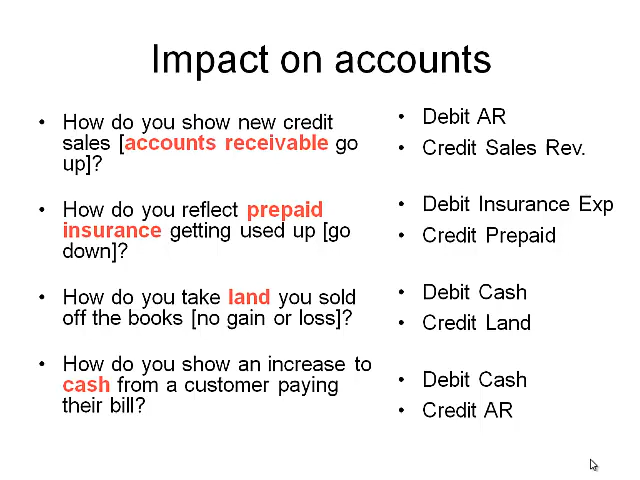 Impact on accounts
• How do you show new credit
sales [accounts receivable go
up]?
• Debit AR
• Credit Sales Rev.
• How do you reflect prepaid
insurance getting used up [go
down]?
• Debit Insurance Exp
• Credit Prepaid
• How do you take land you sold
off the books [no gain or loss]?
• Debit Cash
• Credit Land
• How do you show an increase to
cash from a customer paying
their bill?
• Debit Cash
• Credit AR